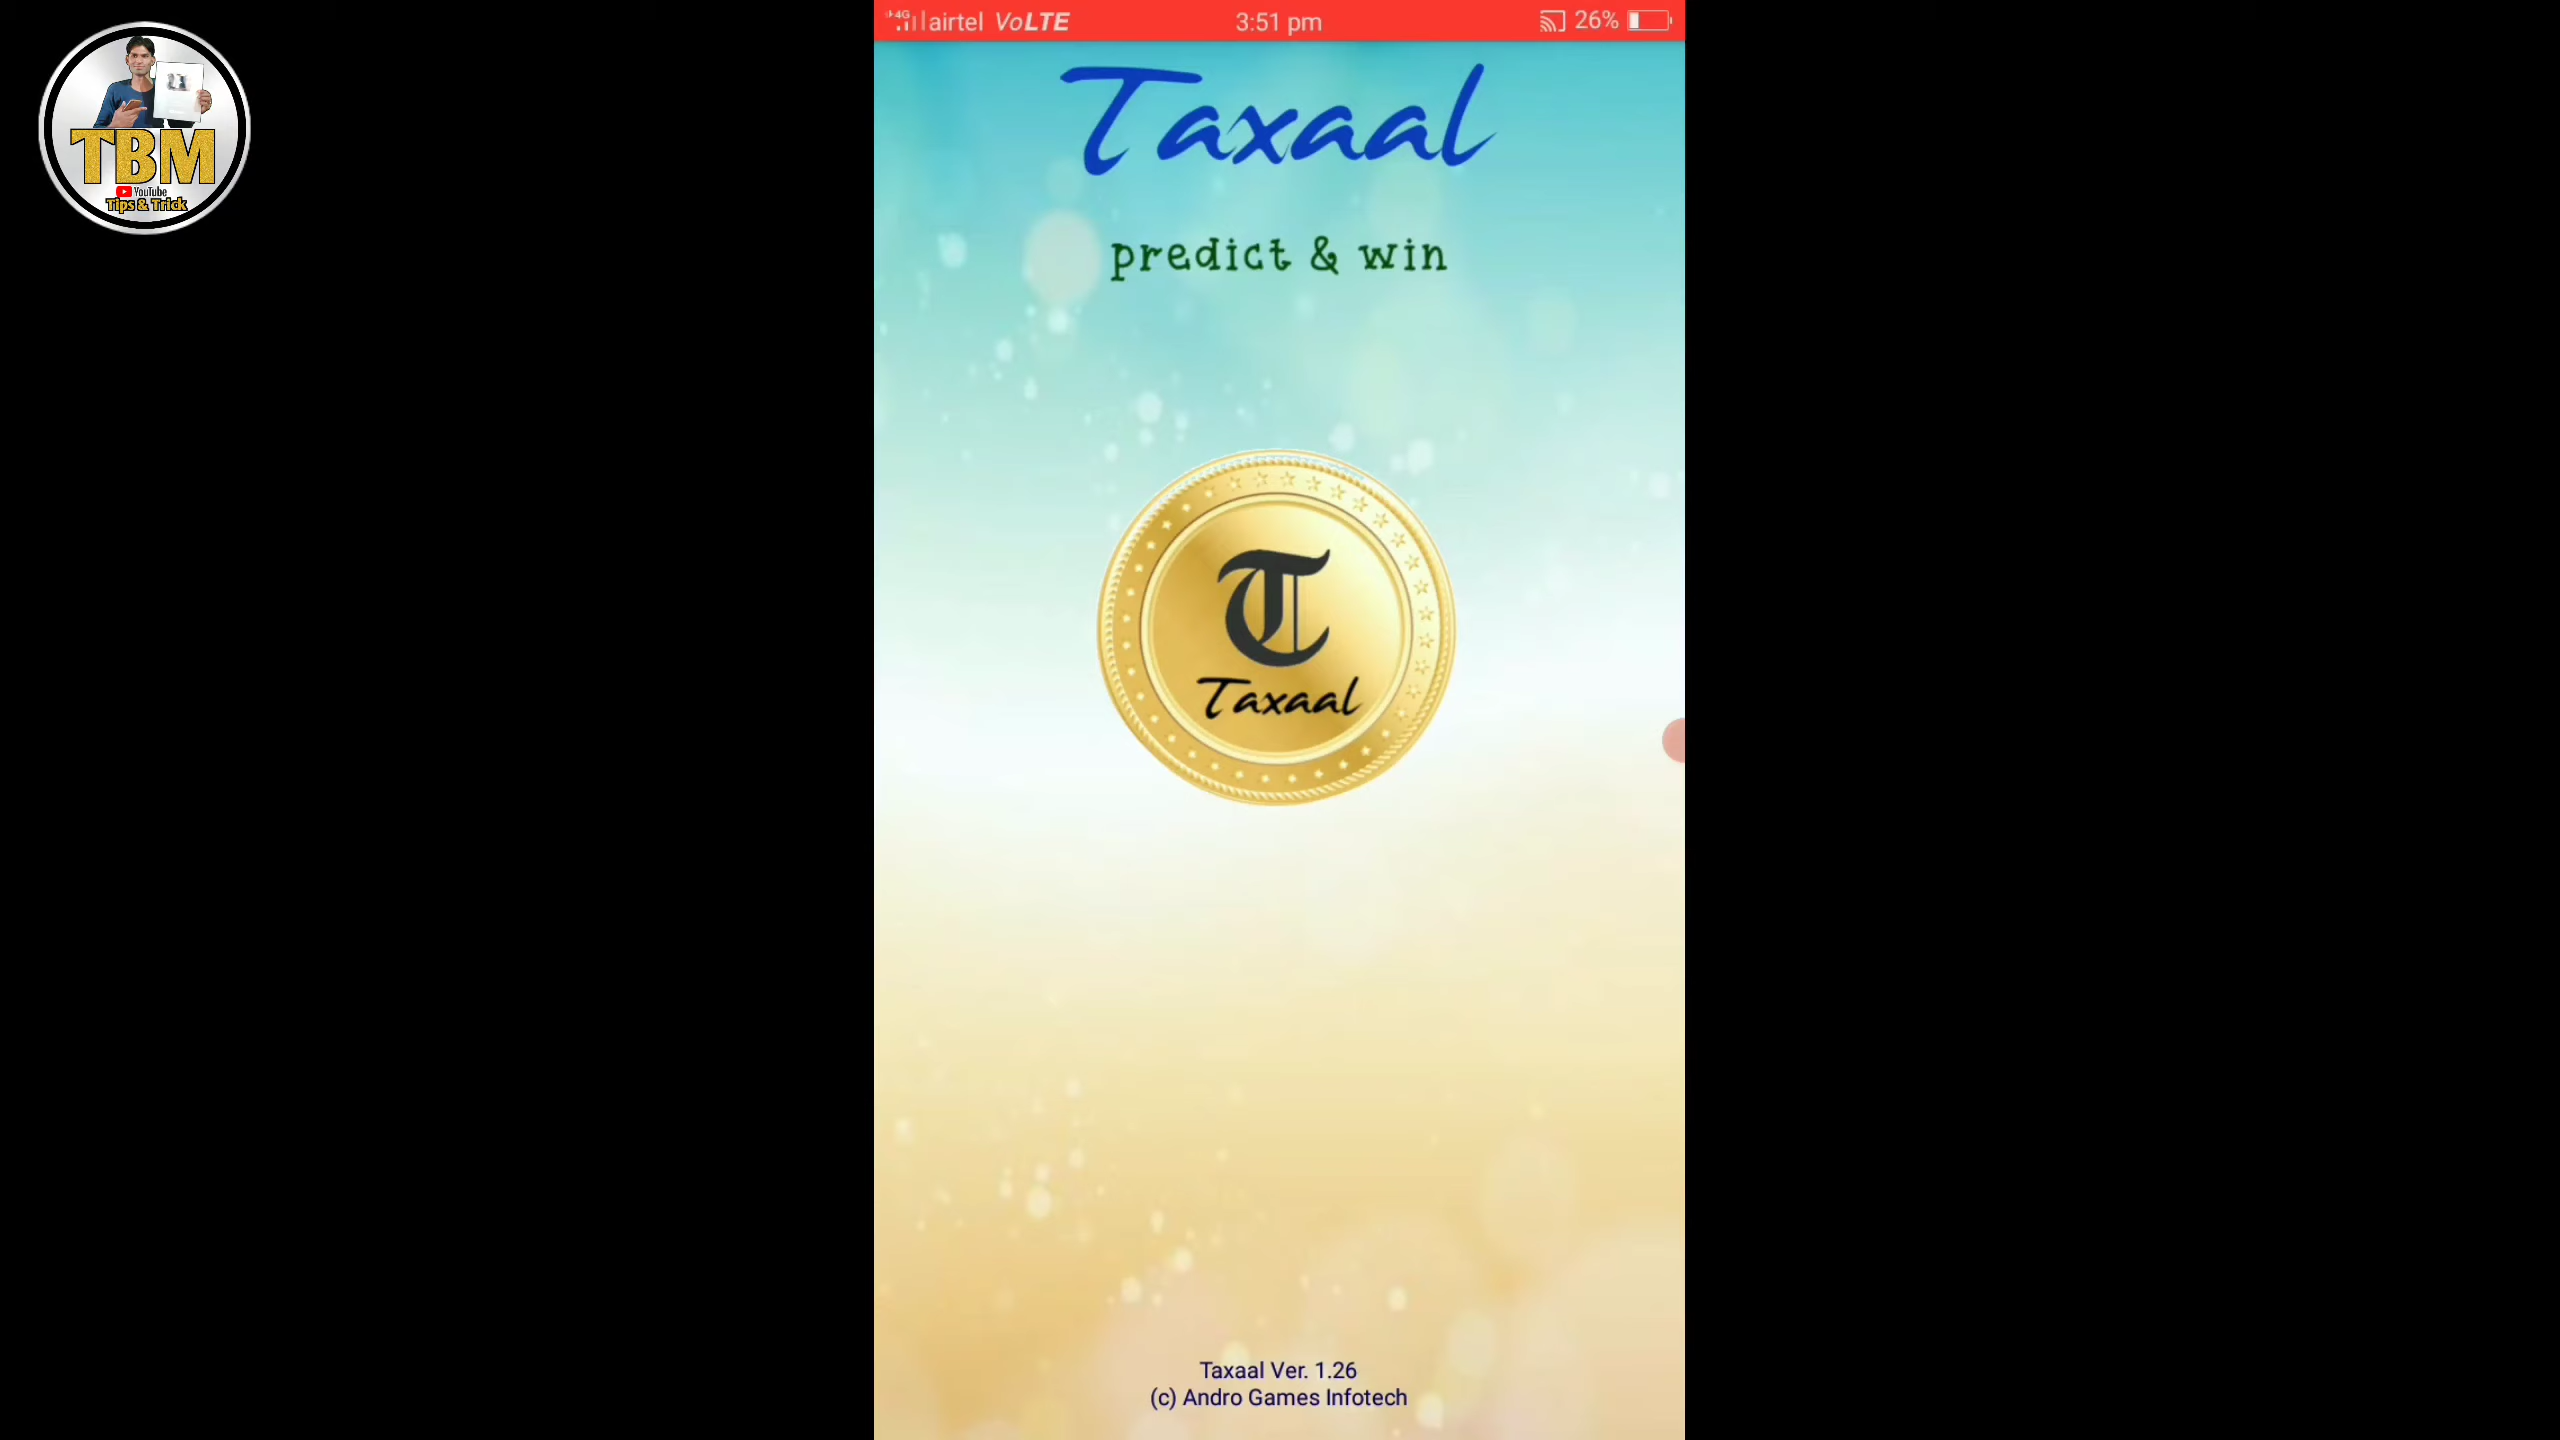 TBM
YouTube
Tips & Trick
4G airtel VoLTE 3:51 pm 26%
Taxaal
predict & win
T
Taxaal
Taxaal Ver. 1.26
(c) Andro Games Infotech